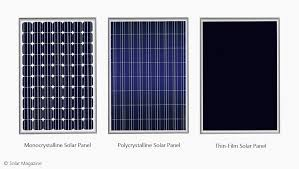 Monocrystalline Solar Panel
Polycrystalline Solar Panel
Thin-Film Solar Panel
© Solar Magazine